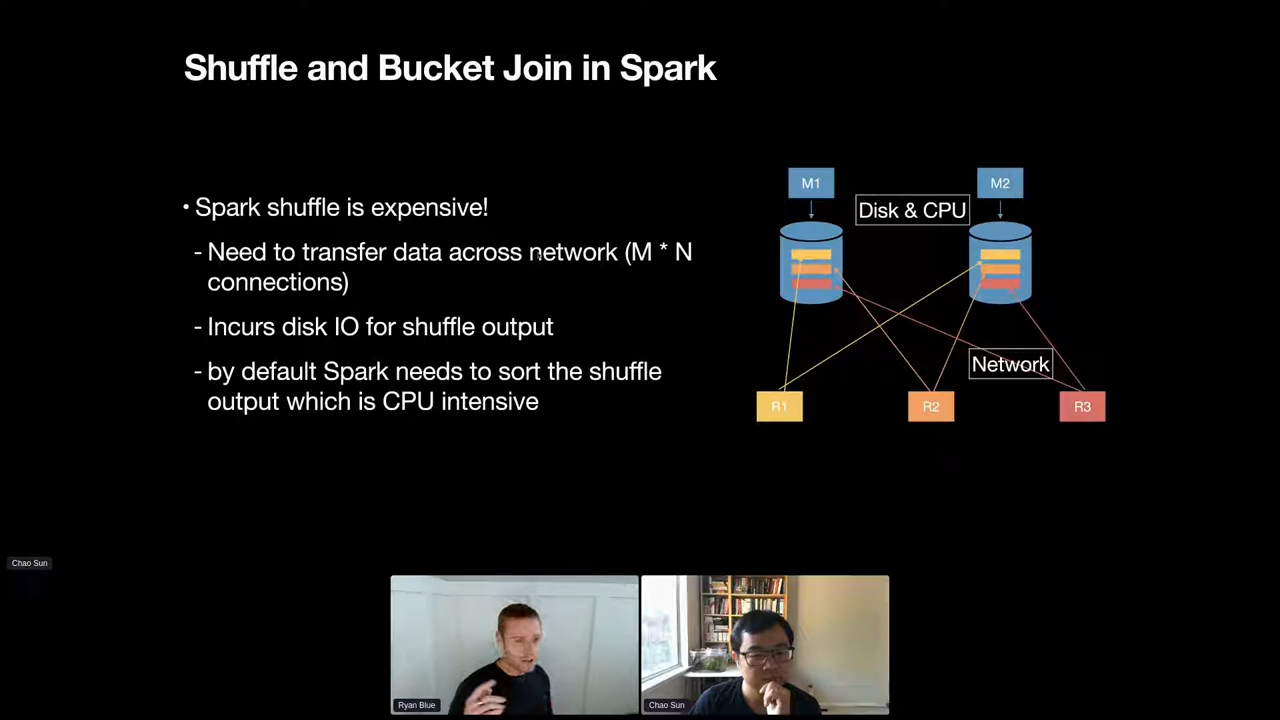 Shuffle and Bucket Join in Spark
• Spark shuffle is expensive!
- Need to transfer data across network (M * N
connections)
- Incurs disk IO for shuffle output
- by default Spark needs to sort the shuffle
output which is CPU intensive
M1
M2
Disk & CPU
Network
R1
R2
R3
Chao Sun
Ryan Blue
Chao Sun